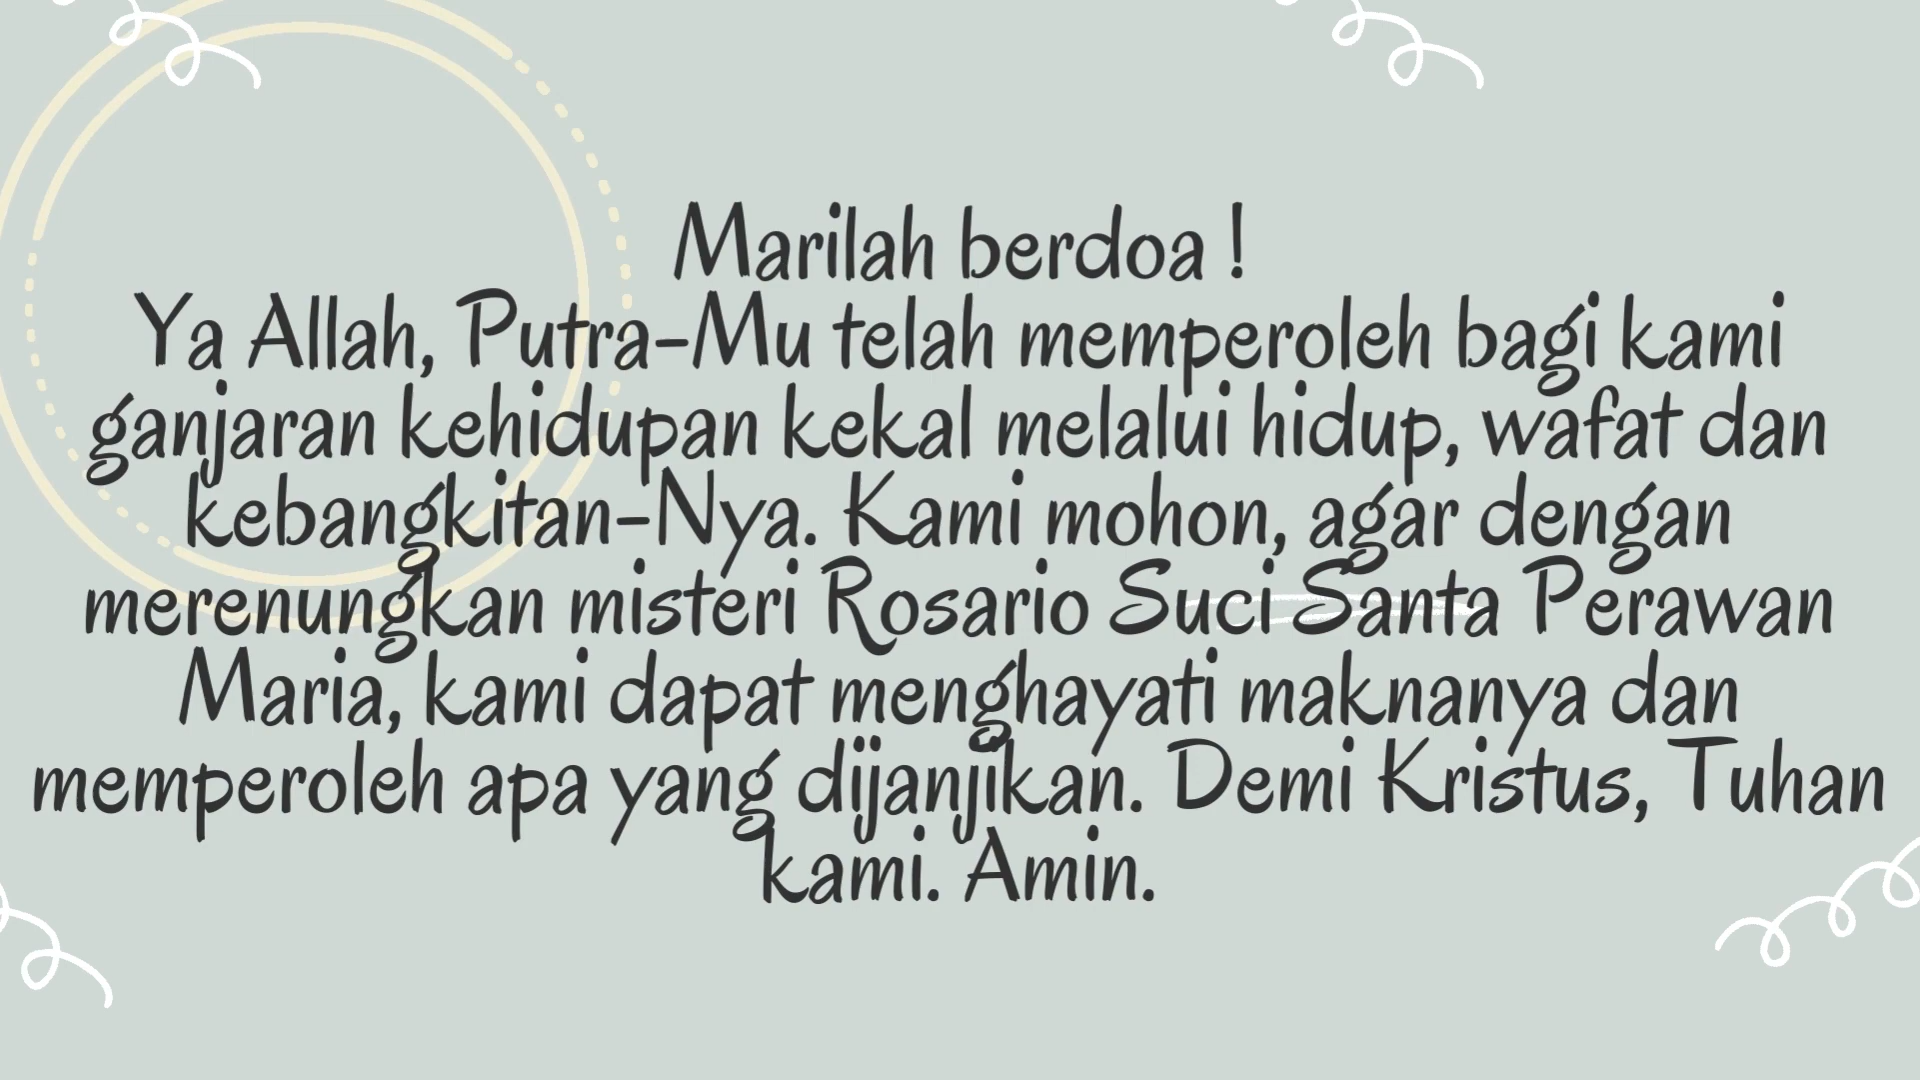 Marilah berdoa !
Ya Allah, Putra-Mu telah memperoleh bagi kami
ganjaran kehidupan kekal melalui hidup, wafat dan
kebangkitan-Nya. Kami mohon, agar dengan
merenungkan misteri Rosario Suci Santa Perawan
Maria, kami dapat menghayati maknanya dan
memperoleh apa yang dijanjikan. Demi Kristus, Tuhan
kami. Amin.